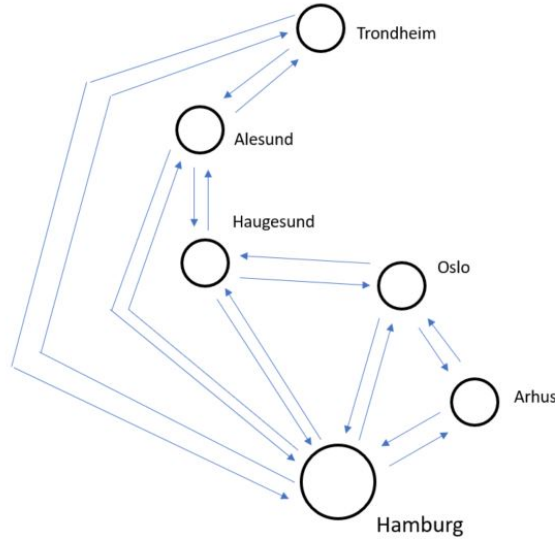 Trondheim
Alesund
Haugesund
Oslo
Arhus
Hamburg